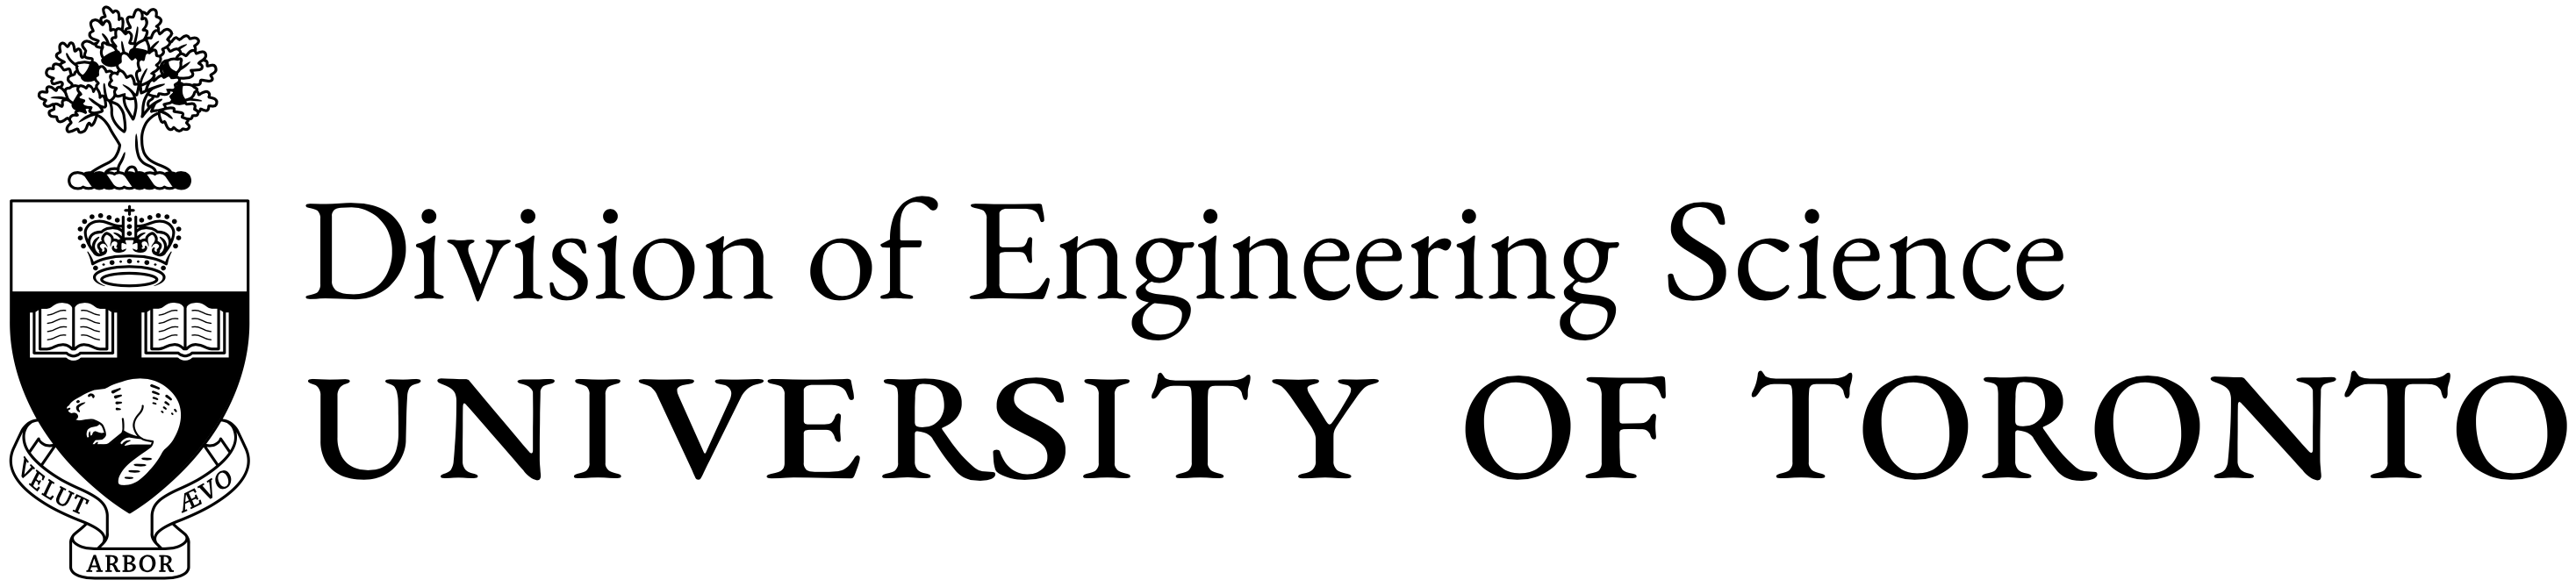 Division of Engineering Science
UNIVERSITY OF TORONTO
VELUT
ÆVO
ARBOR